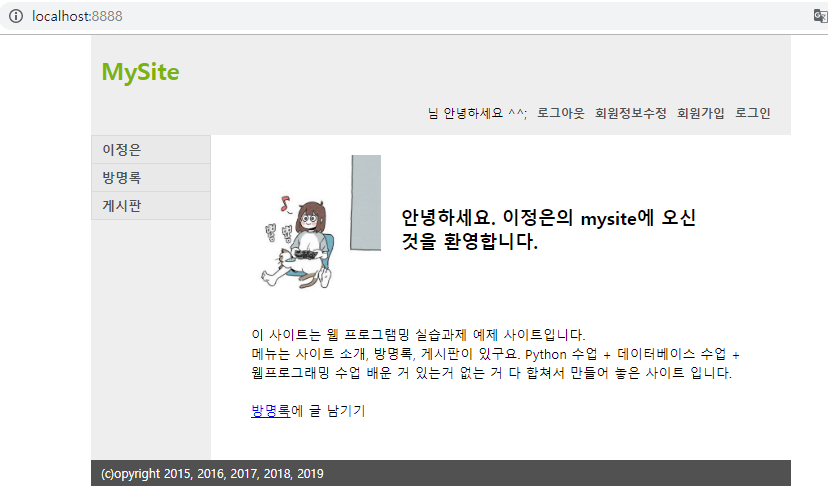 localhost:8888
MySite
님 안녕하세요 ^^; 로그아웃 회원정보수정 회원가입 로그인
이정은
방명록
게시판
안녕하세요. 이정은의 mysite에 오신
것을 환영합니다.
이 사이트는 웹 프로그램밍 실습과제 예제 사이트입니다.
메뉴는 사이트 소개, 방명록, 게시판이 있구요. Python 수업 + 데이터베이스 수업 +
웹프로그래밍 수업 배운 거 있는거 없는 거 다 합쳐서 만들어 놓은 사이트 입니다.
방명록에 글 남기기
(c)opyright 2015, 2016, 2017, 2018, 2019